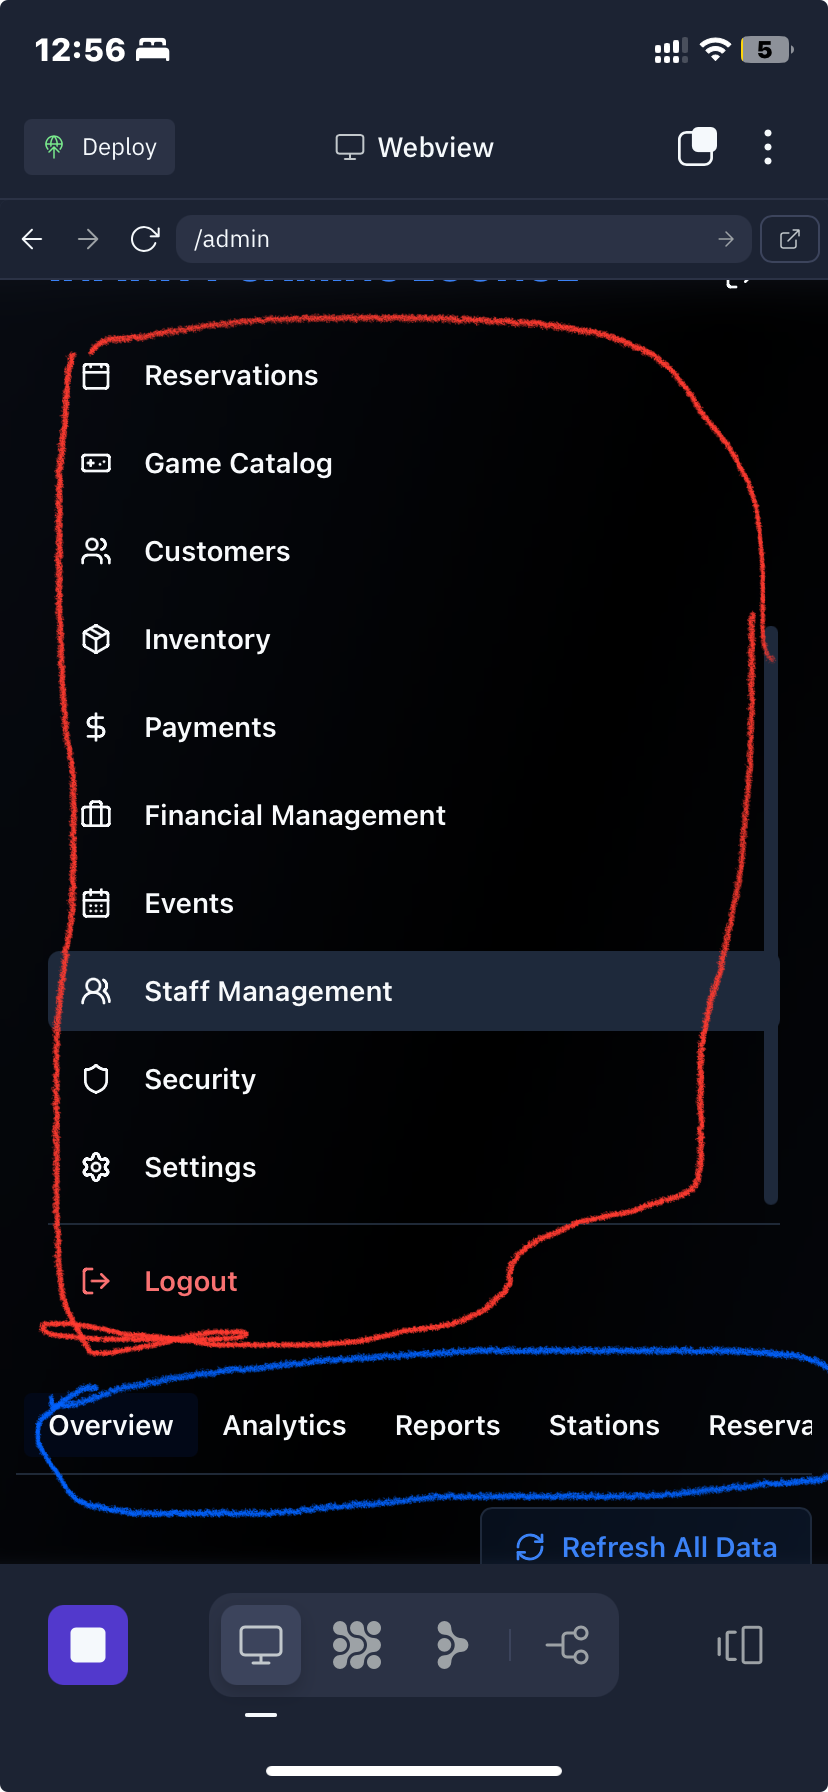 12:56
5
Deploy
Webview
/admin
Reservations
Game Catalog
Customers
Inventory
Payments
Financial Management
Events
Staff Management
Security
Settings
Logout
Overview Analytics Reports Stations Reserva
Refresh All Data